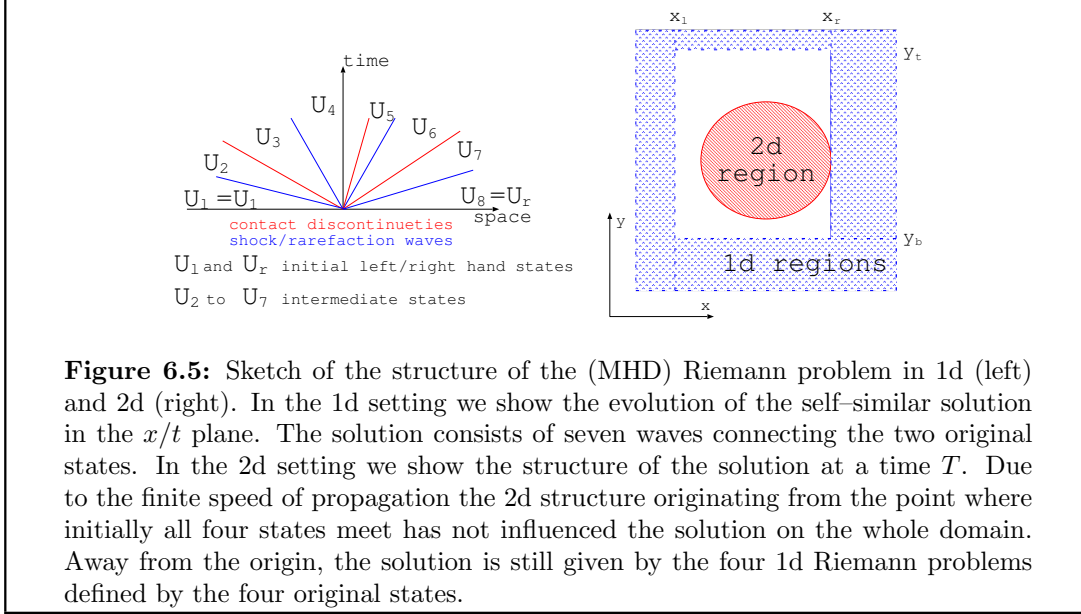 time
U4
U5
U3
U6
U2
U7
Ul =U1
U8=Ur
space
contact discontinueties
shock/rarefaction waves
Ul and Ur initial left/right hand states
U2 to U7 intermediate states
xl
xr
yt
2d
region
y
yb
1d regions
x
Figure 6.5: Sketch of the structure of the (MHD) Riemann problem in 1d (left)
and 2d (right). In the 1d setting we show the evolution of the self–similar solution
in the x/t plane. The solution consists of seven waves connecting the two original
states. In the 2d setting we show the structure of the solution at a time T. Due
to the finite speed of propagation the 2d structure originating from the point where
initially all four states meet has not influenced the solution on the whole domain.
Away from the origin, the solution is still given by the four 1d Riemann problems
defined by the four original states.